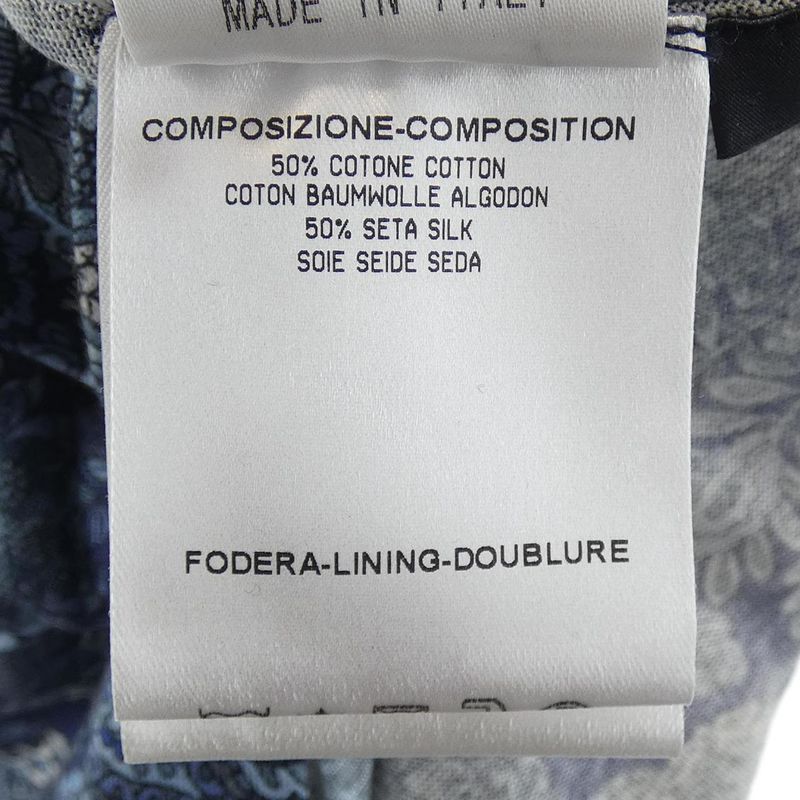 MADE IN ITALY
COMPOSIZIONE-COMPOSITION
50% COTONE COTTON
COTON BAUMWOLLE ALGODON
50% SETA SILK
SOIE SEIDE SEDA
FODERA-LINING-DOUBLURE